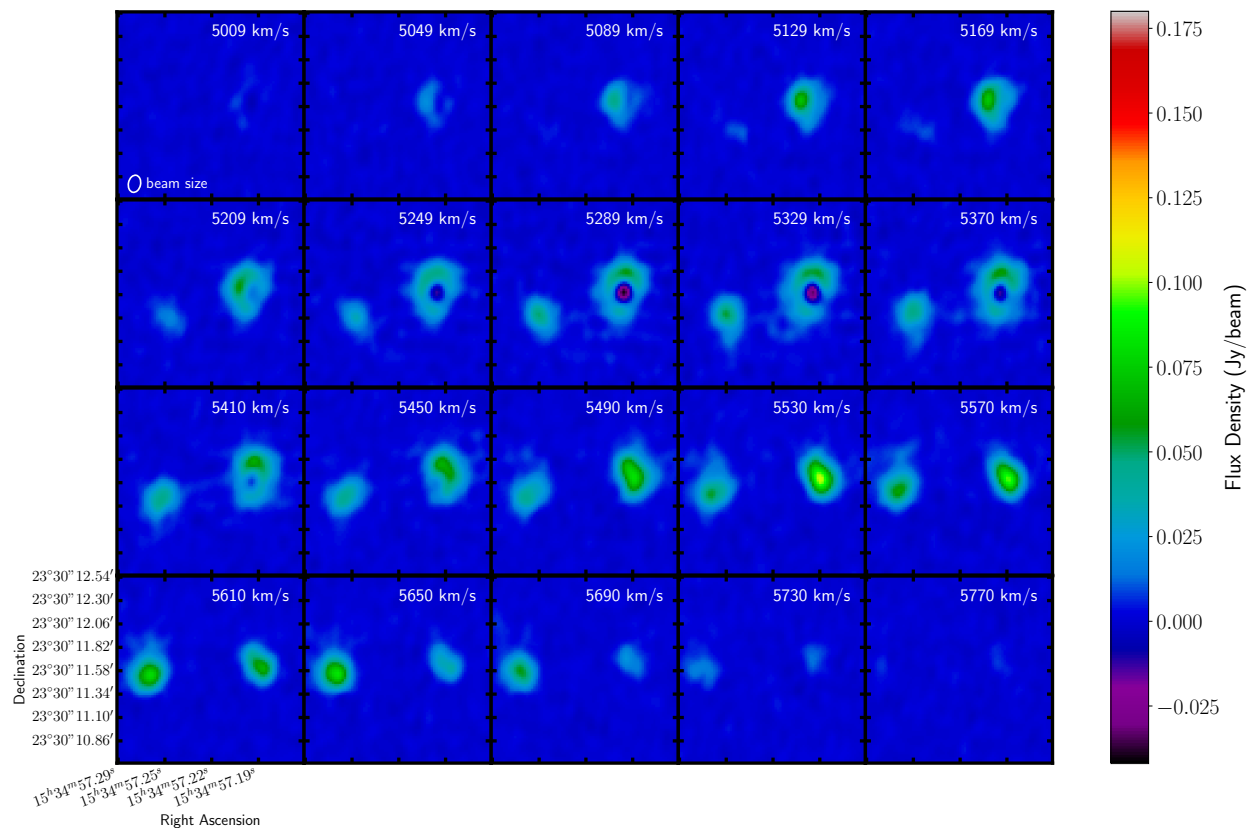 5009 km/s 5049 km/s 5089 km/s 5129 km/s 5169 km/s
beam size
5209 km/s 5249 km/s 5289 km/s 5329 km/s 5370 km/s
5410 km/s 5450 km/s 5490 km/s 5530 km/s 5570 km/s
5610 km/s 5650 km/s 5690 km/s 5730 km/s 5770 km/s
23°30"12.54′
23°30"12.30′
23°30"12.06′
23°30"11.82′
23°30"11.58′
23°30"11.34′
23°30"11.10′
23°30"10.86′
Declination
15ʰ34ᵐ57.29ˢ
15ʰ34ᵐ57.25ˢ
15ʰ34ᵐ57.22ˢ
15ʰ34ᵐ57.19ˢ
Right Ascension
0.175
0.150
0.125
0.100
0.075
0.050
0.025
0.000
−0.025
Flux Density (Jy/beam)